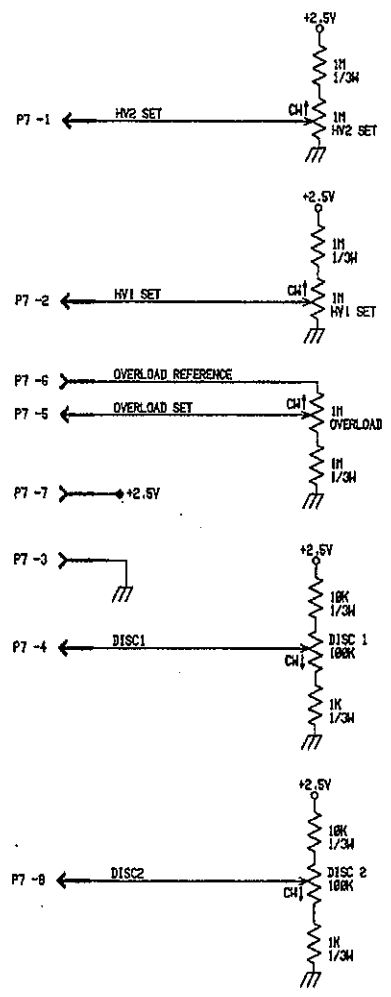 +2.5V
1M
1/3W
CW
P7 -1 HV2 SET
1M
HV2 SET
+2.5V
1M
1/3W
CW
P7 -2 HV1 SET
1M
HV1 SET
P7 -6 OVERLOAD REFERENCE
CW
P7 -5 OVERLOAD SET
1M
OVERLOAD
1M
1/3W
P7 -7 +2.5V
P7 -3
+2.5V
10K
1/3W
P7 -4 DISC1
DISC 1
100K
CW
1K
1/3W
+2.5V
10K
1/3W
P7 -8 DISC2
DISC 2
100K
CW
1K
1/3W